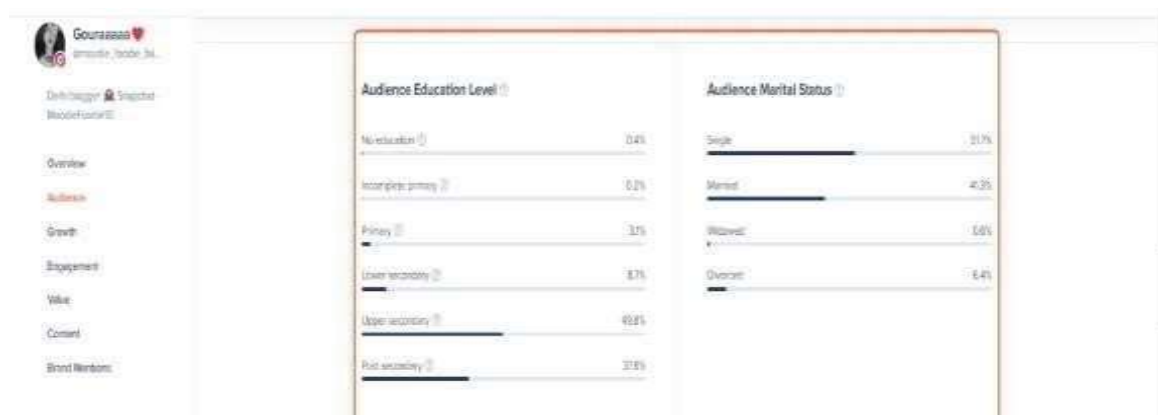 Gouraaaaa
Overview
Audience
Growth
Engagement
Value
Content
Brand Mentions
Audience Education Level
No education 0.4%
Incomplete primary 0.2%
Primary 3.1%
Lower secondary 8.7%
Upper secondary 49.8%
Post secondary 37.8%
Audience Marital Status
Single 51.7%
Married 41.3%
Widowed 0.6%
Divorced 6.4%